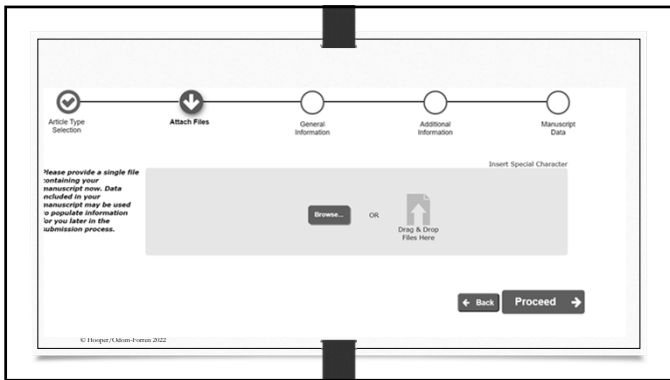 Article Type
Selection
Attach Files
General
Information
Additional
Information
Manuscript
Data
Insert Special Character
Please provide a single file
containing your
manuscript now. Data
included in your
manuscript may be used
to populate information
for you later in the
submission process.
Browse...
OR
Drag & Drop
Files Here
Back
Proceed
© Hooper/Odom-Forren 2022